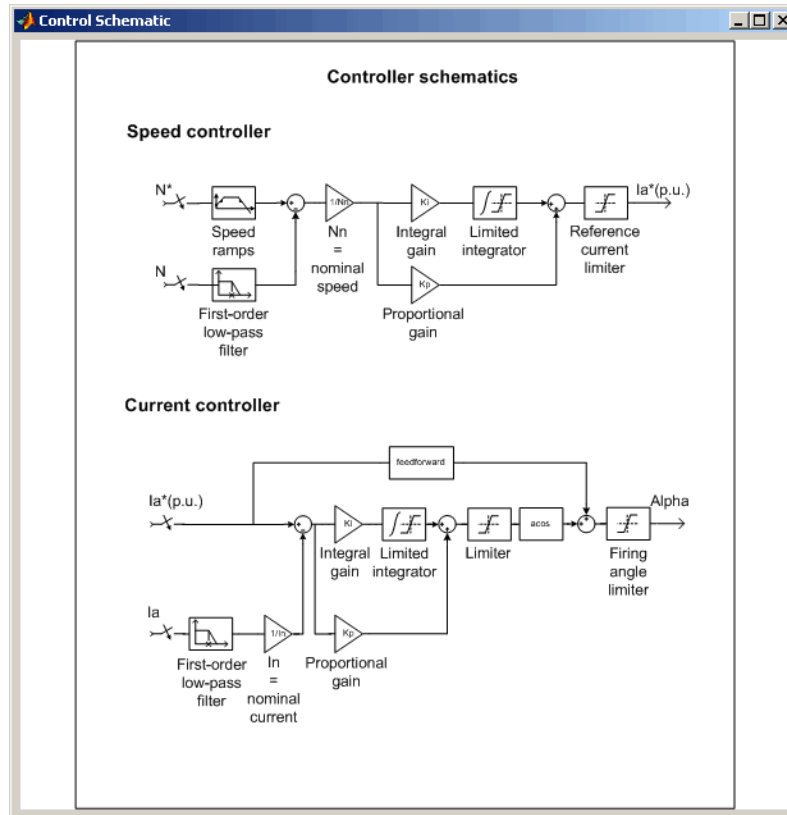 Control Schematic
Controller schematics
Speed controller
N*
Speed
ramps
1/Nn
Nn
=
nominal
speed
Ki
Integral
gain
Limited
integrator
Reference
current
limiter
Ia*(p.u.)
N
First-order
low-pass
filter
Kp
Proportional
gain
Current controller
feedforward
Ia*(p.u.)
Ki
Integral
gain
Limited
integrator
Limiter
acos
Firing
angle
limiter
Alpha
Ia
First-order
low-pass
filter
1/In
In
=
nominal
current
Kp
Proportional
gain